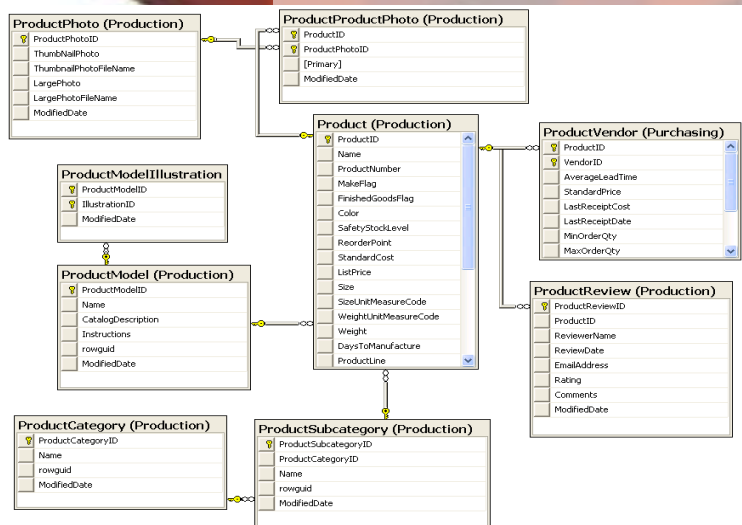 ProductPhoto (Production)
ProductPhotoID
ThumbNailPhoto
ThumbnailPhotoFileName
LargePhoto
LargePhotoFileName
ModifiedDate
ProductProductPhoto (Production)
ProductID
ProductPhotoID
[Primary]
ModifiedDate
Product (Production)
ProductID
Name
ProductNumber
MakeFlag
FinishedGoodsFlag
Color
SafetyStockLevel
ReorderPoint
StandardCost
ListPrice
Size
SizeUnitMeasureCode
WeightUnitMeasureCode
Weight
DaysToManufacture
ProductLine
ProductVendor (Purchasing)
ProductID
VendorID
AverageLeadTime
StandardPrice
LastReceiptCost
LastReceiptDate
MinOrderQty
MaxOrderQty
ProductModelIllustration
ProductModelID
IllustrationID
ModifiedDate
ProductModel (Production)
ProductModelID
Name
CatalogDescription
Instructions
rowguid
ModifiedDate
ProductReview (Production)
ProductReviewID
ProductID
ReviewerName
ReviewDate
EmailAddress
Rating
Comments
ModifiedDate
ProductCategory (Production)
ProductCategoryID
Name
rowguid
ModifiedDate
ProductSubcategory (Production)
ProductSubcategoryID
ProductCategoryID
Name
rowguid
ModifiedDate